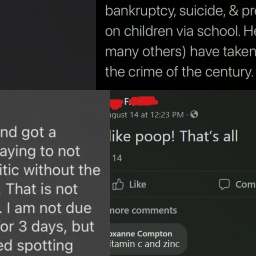 bankruptcy, suicide, & pr
on children via school. He
many others) have taken
the crime of the century.
F
ugust 14 at 12:23 PM ·
like poop! That's all
14
Like
Com
more comments
oxanne Compton
itamin c and zinc
nd got a
aying to not
itic without the
. That is not
. I am not due
or 3 days, but
ed spotting